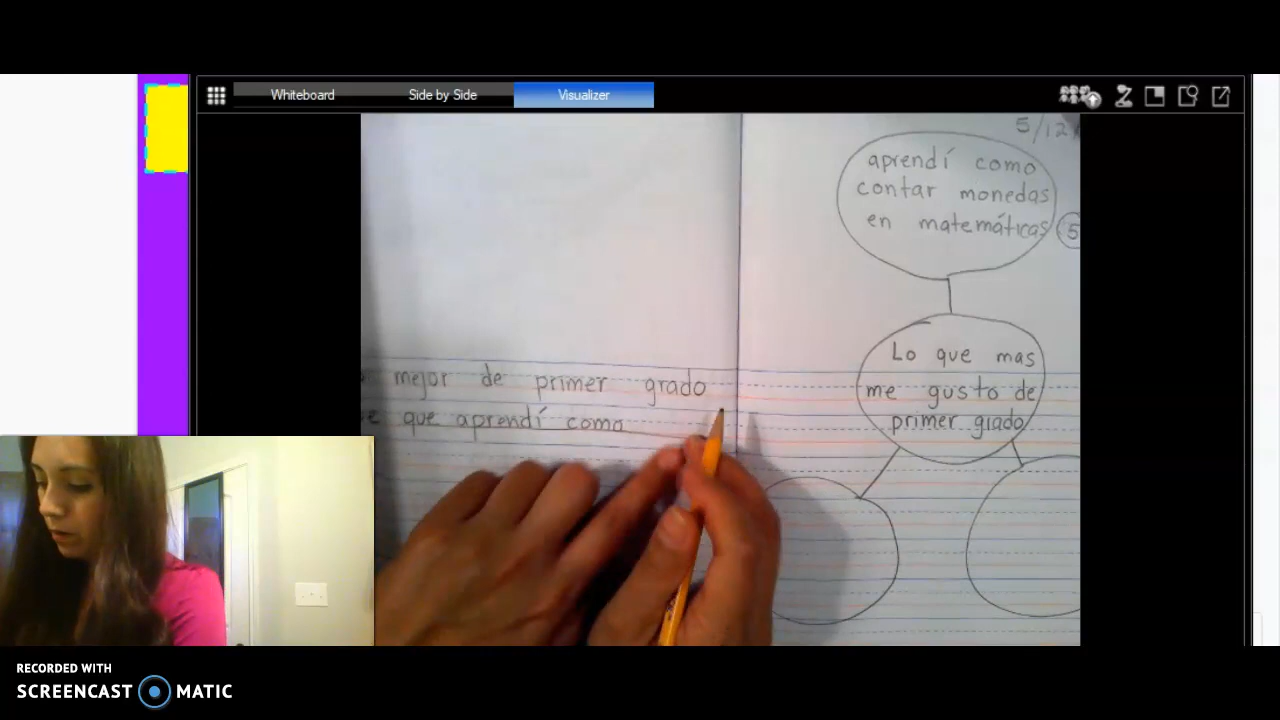 Whiteboard
Side by Side
Visualizer
5/12
aprendí como
contar monedas
en matemáticas
5
Lo que mas
me gusto de
primer grado
mejor de primer grado
que aprendí como
RECORDED WITH
SCREENCAST MATIC